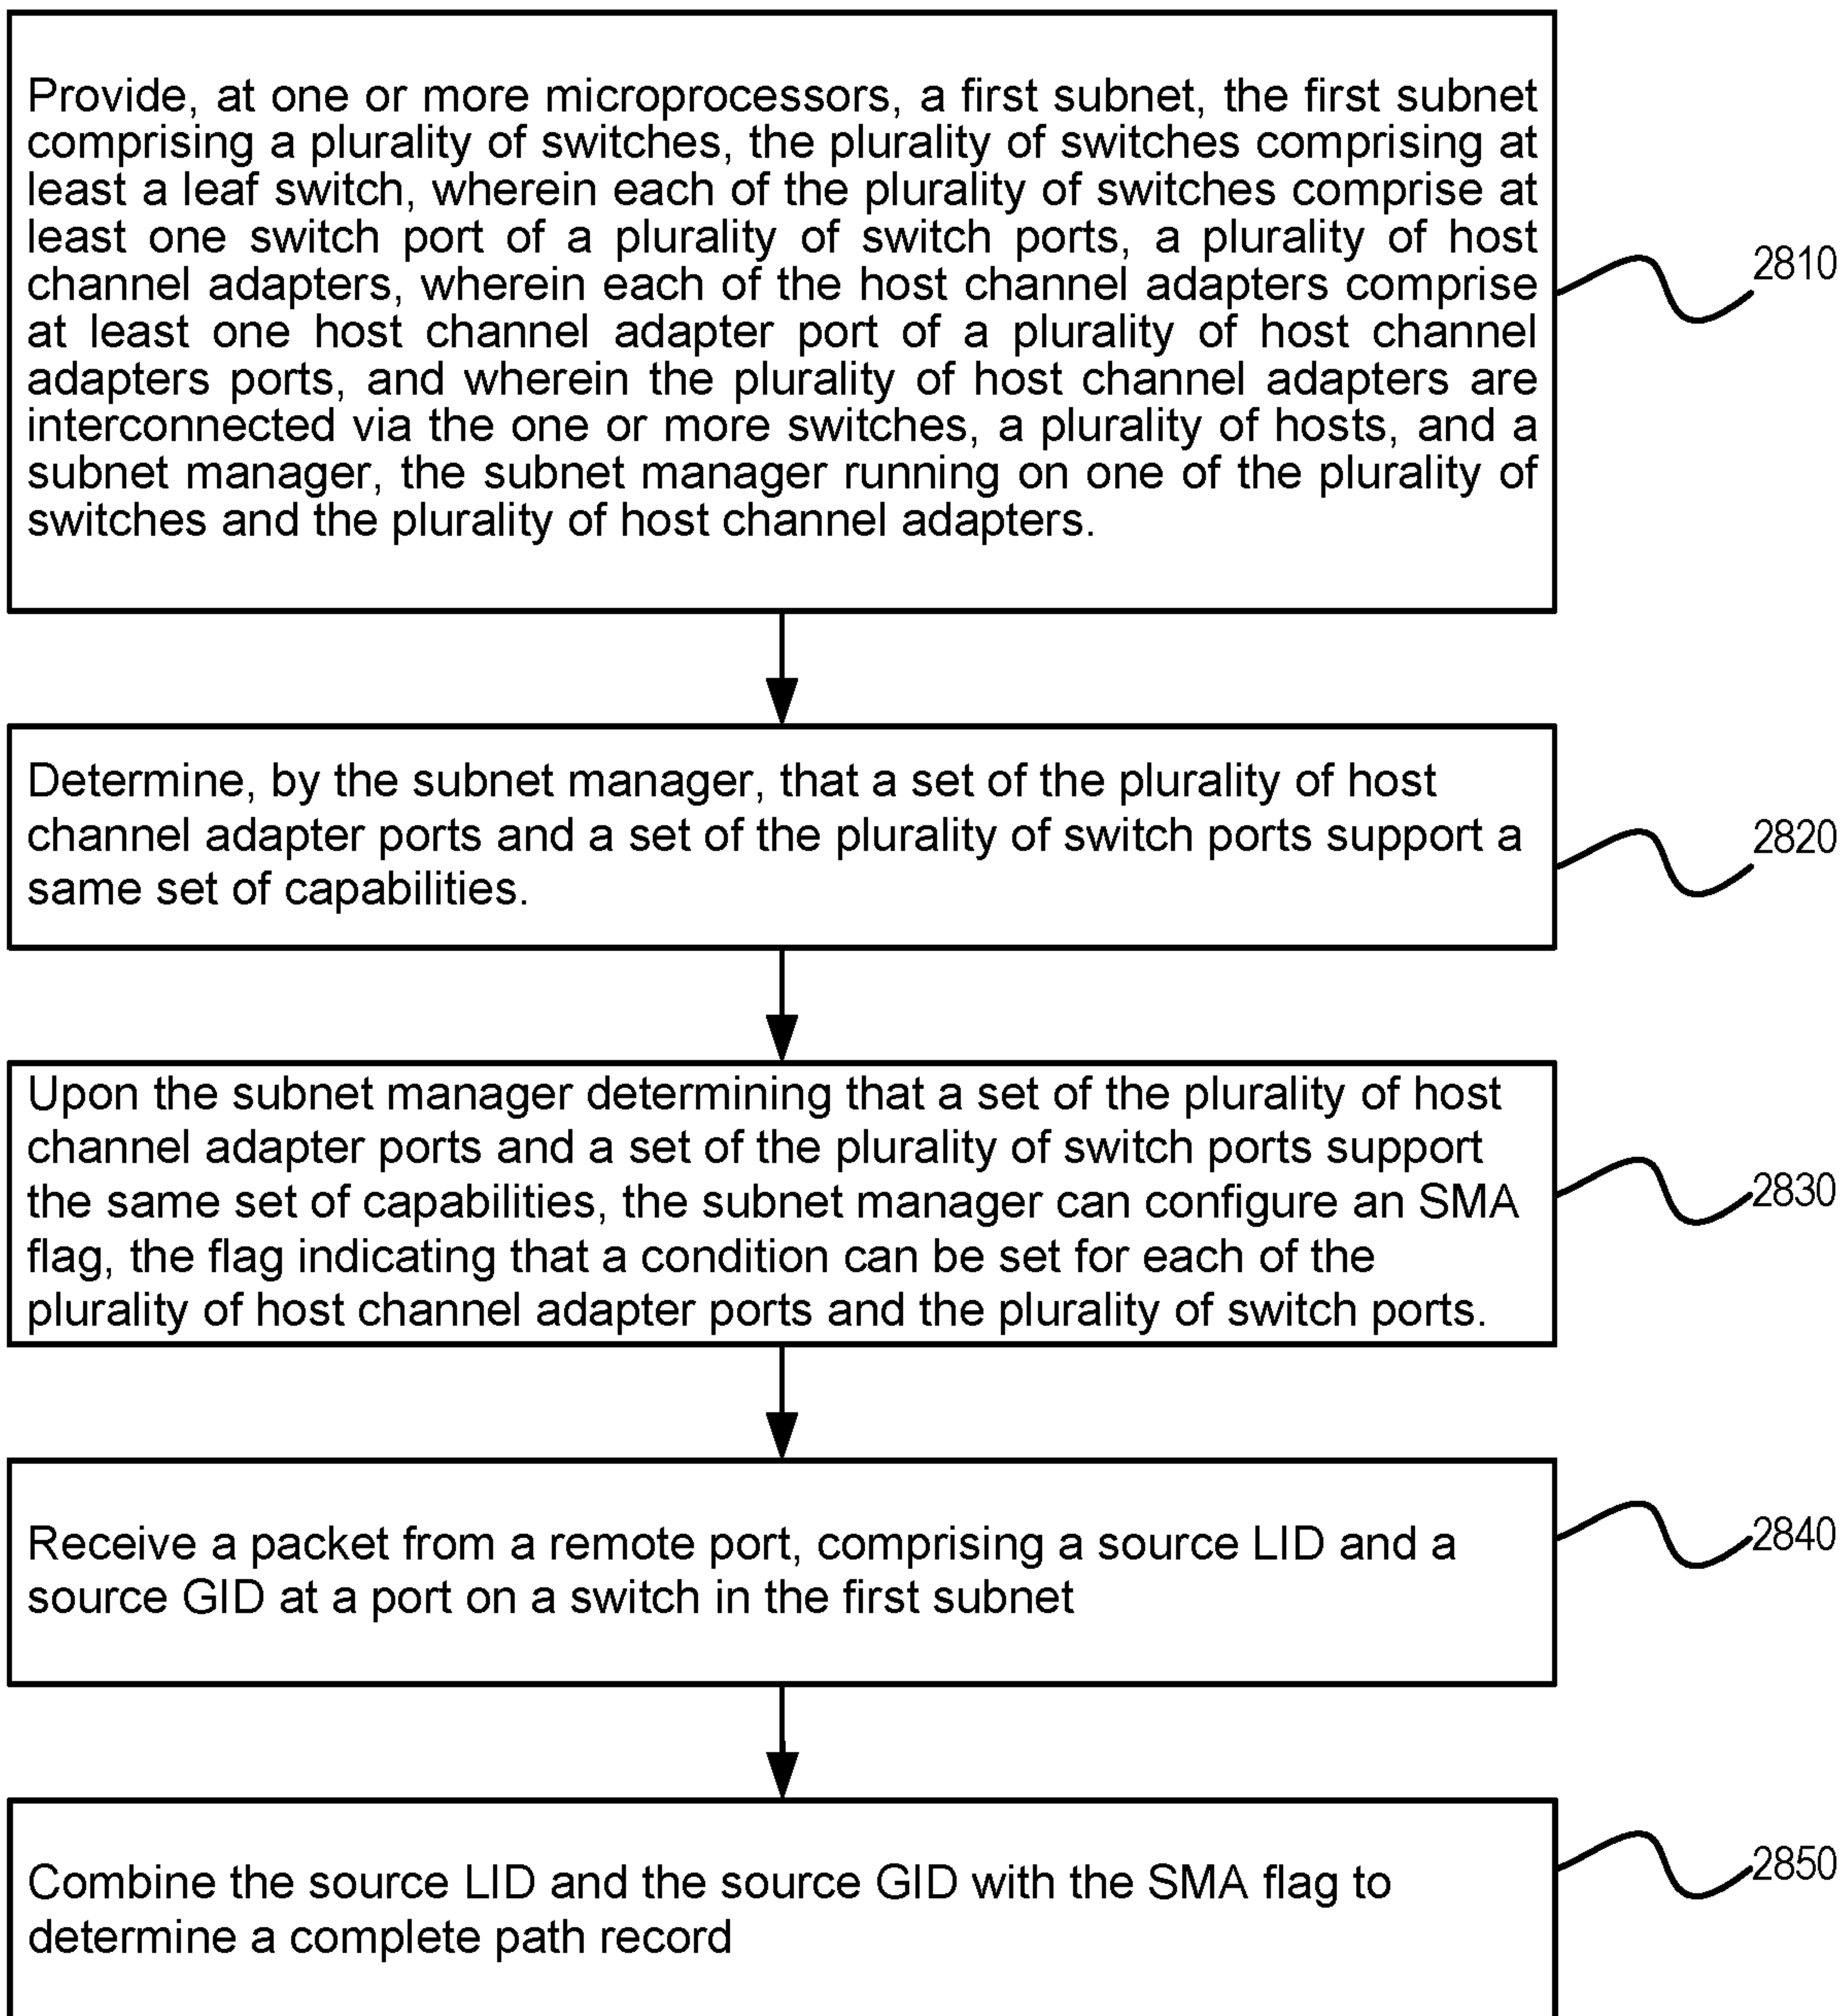 Provide, at one or more microprocessors, a first subnet, the first subnet
comprising a plurality of switches, the plurality of switches comprising at
least a leaf switch, wherein each of the plurality of switches comprise at
least one switch port of a plurality of switch ports, a plurality of host
channel adapters, wherein each of the host channel adapters comprise
at least one host channel adapter port of a plurality of host channel
adapters ports, and wherein the plurality of host channel adapters are
interconnected via the one or more switches, a plurality of hosts, and a
subnet manager, the subnet manager running on one of the plurality of
switches and the plurality of host channel adapters.
2810
Determine, by the subnet manager, that a set of the plurality of host
channel adapter ports and a set of the plurality of switch ports support a
same set of capabilities.
2820
Upon the subnet manager determining that a set of the plurality of host
channel adapter ports and a set of the plurality of switch ports support
the same set of capabilities, the subnet manager can configure an SMA
flag, the flag indicating that a condition can be set for each of the
plurality of host channel adapter ports and the plurality of switch ports.
2830
Receive a packet from a remote port, comprising a source LID and a
source GID at a port on a switch in the first subnet
2840
Combine the source LID and the source GID with the SMA flag to
determine a complete path record
2850